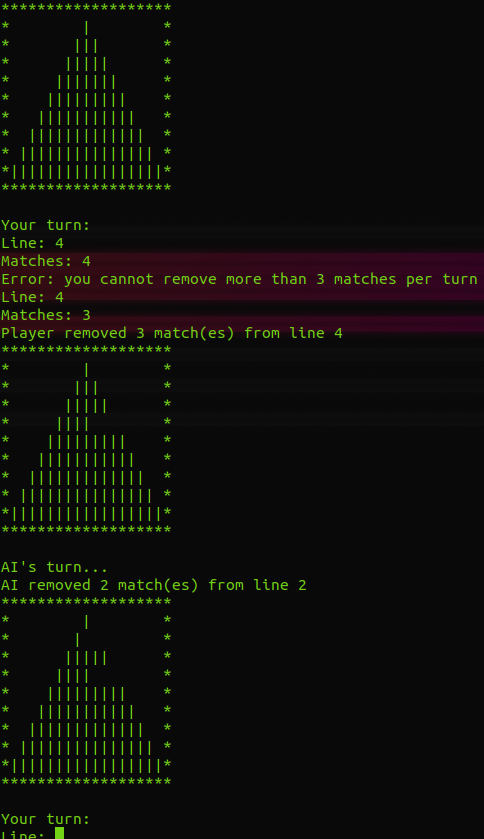 *******************
*        |        *
*       |||       *
*      |||||      *
*     |||||||     *
*    |||||||||    *
*   |||||||||||   *
*  |||||||||||||  *
* ||||||||||||||| *
*|||||||||||||||||*
*******************
Your turn:
Line: 4
Matches: 4
Error: you cannot remove more than 3 matches per turn
Line: 4
Matches: 3
Player removed 3 match(es) from line 4
*******************
*        |        *
*       |||       *
*      |||||      *
*     ||||        *
*    |||||||||    *
*   |||||||||||   *
*  |||||||||||||  *
* ||||||||||||||| *
*|||||||||||||||||*
*******************
AI's turn...
AI removed 2 match(es) from line 2
*******************
*        |        *
*       |         *
*      |||||      *
*     ||||        *
*    |||||||||    *
*   |||||||||||   *
*  |||||||||||||  *
* ||||||||||||||| *
*|||||||||||||||||*
*******************
Your turn:
Line: